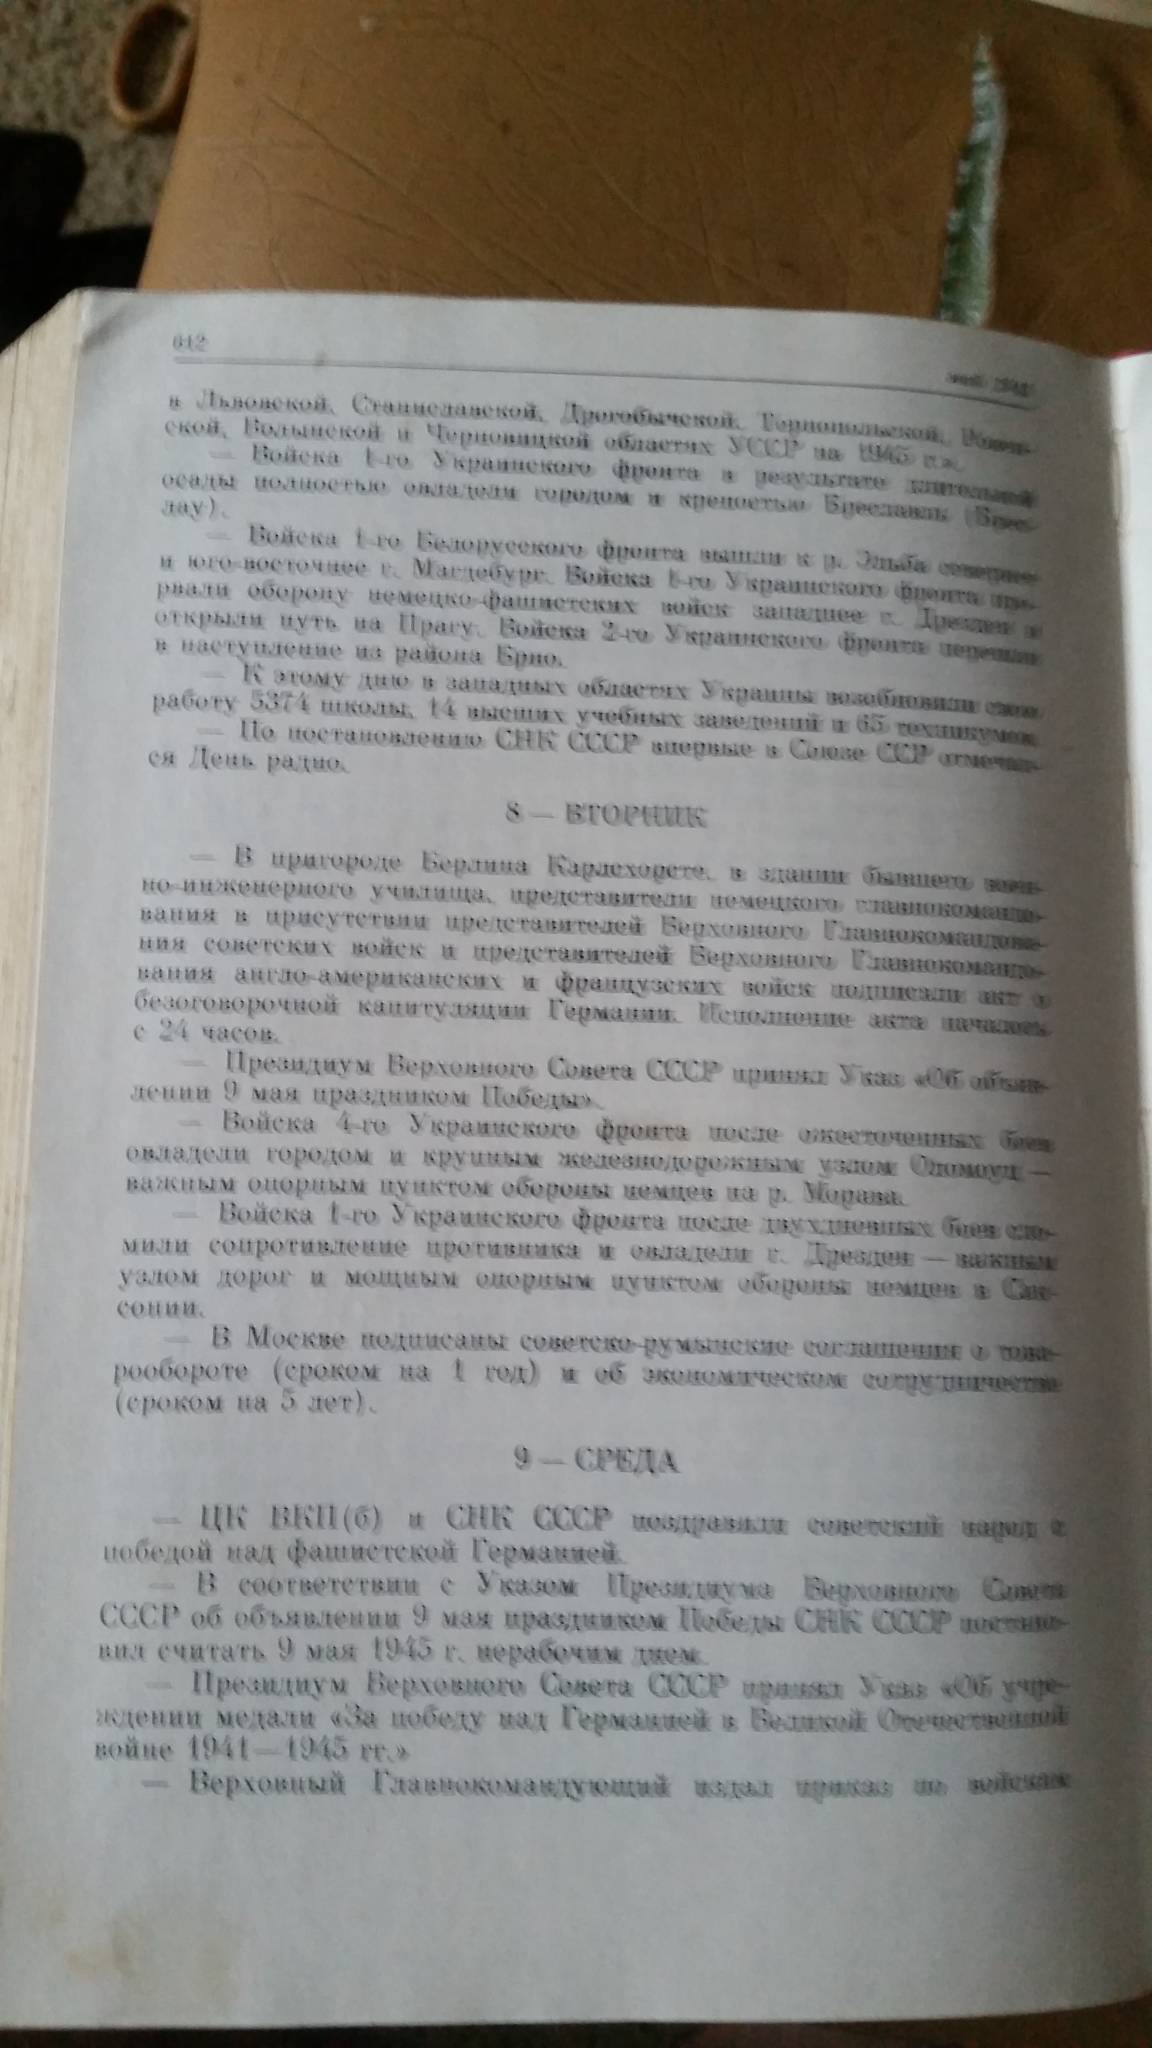 612
май 1945
в Львовской, Станиславской, Дрогобычской, Тернопольской, Ровен-
ской, Волынской и Черновицкой областях УССР на 1945 г.».
— Войска 1-го Украинского фронта в результате длительной
осады полностью овладели городом и крепостью Бреславль (Брес-
лау).
— Войска 1-го Белорусского фронта вышли к р. Эльба севернее
и юго-восточнее г. Магдебург. Войска 1-го Украинского фронта про-
рвали оборону немецко-фашистских войск западнее г. Дрезден и
открыли путь на Прагу. Войска 2-го Украинского фронта перешли
в наступление из района Брно.
— К этому дню в западных областях Украины возобновили свою
работу 5374 школы, 14 высших учебных заведений и 65 техникумов.
— По постановлению СНК СССР впервые в Союзе ССР отмечал-
ся День радио.
8 — ВТОРНИК
— В пригороде Берлина Карлсхорсте, в здании бывшего воен-
но-инженерного училища, представители немецкого главнокомандо-
вания в присутствии представителей Верховного Главнокомандова-
ния советских войск и представителей Верховного Главнокомандо-
вания англо-американских и французских войск подписали акт о
безоговорочной капитуляции Германии. Исполнение акта началось
с 24 часов.
— Президиум Верховного Совета СССР принял Указ «Об объяв-
лении 9 мая праздником Победы».
— Войска 4-го Украинского фронта после ожесточенных боев
овладели городом и крупным железнодорожным узлом Оломоуц —
важным опорным пунктом обороны немцев на р. Морава.
— Войска 1-го Украинского фронта после двухдневных боев сло-
мили сопротивление противника и овладели г. Дрезден — важным
узлом дорог и мощным опорным пунктом обороны немцев в Сак-
сонии.
— В Москве подписаны советско-румынские соглашения о това-
рообороте (сроком на 1 год) и об экономическом сотрудничестве
(сроком на 5 лет).
9 — СРЕДА
— ЦК ВКП(б) и СНК СССР поздравили советский народ с
победой над фашистской Германией.
— В соответствии с Указом Президиума Верховного Совета
СССР об объявлении 9 мая праздником Победы СНК СССР постано-
вил считать 9 мая 1945 г. нерабочим днем.
— Президиум Верховного Совета СССР принял Указ «Об учре-
ждении медали «За победу над Германией в Великой Отечественной
войне 1941—1945 гг.»
— Верховный Главнокомандующий издал приказ по войскам